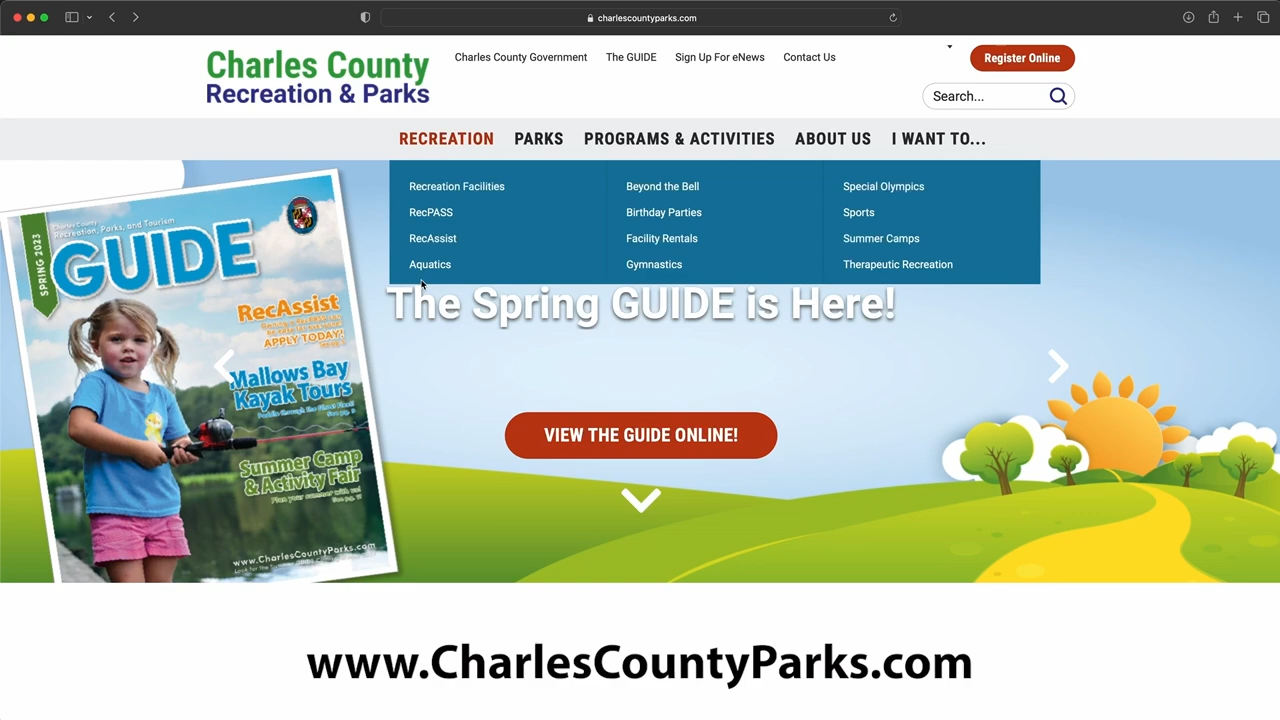 charlescountyparks.com
Charles County
Recreation & Parks
Charles County Government The GUIDE Sign Up For eNews Contact Us
Register Online
Search...
RECREATION PARKS PROGRAMS & ACTIVITIES ABOUT US I WANT TO...
Recreation Facilities Beyond the Bell Special Olympics
RecPASS Birthday Parties Sports
RecAssist Facility Rentals Summer Camps
Aquatics Gymnastics Therapeutic Recreation
SPRING 2023
Charles County
Recreation, Parks, and Tourism
GUIDE
RecAssist
APPLY TODAY!
Mallows Bay
Kayak Tours
Summer Camp
& Activity Fair
www.CharlesCountyParks.com
The Spring GUIDE is Here!
VIEW THE GUIDE ONLINE!
www.CharlesCountyParks.com